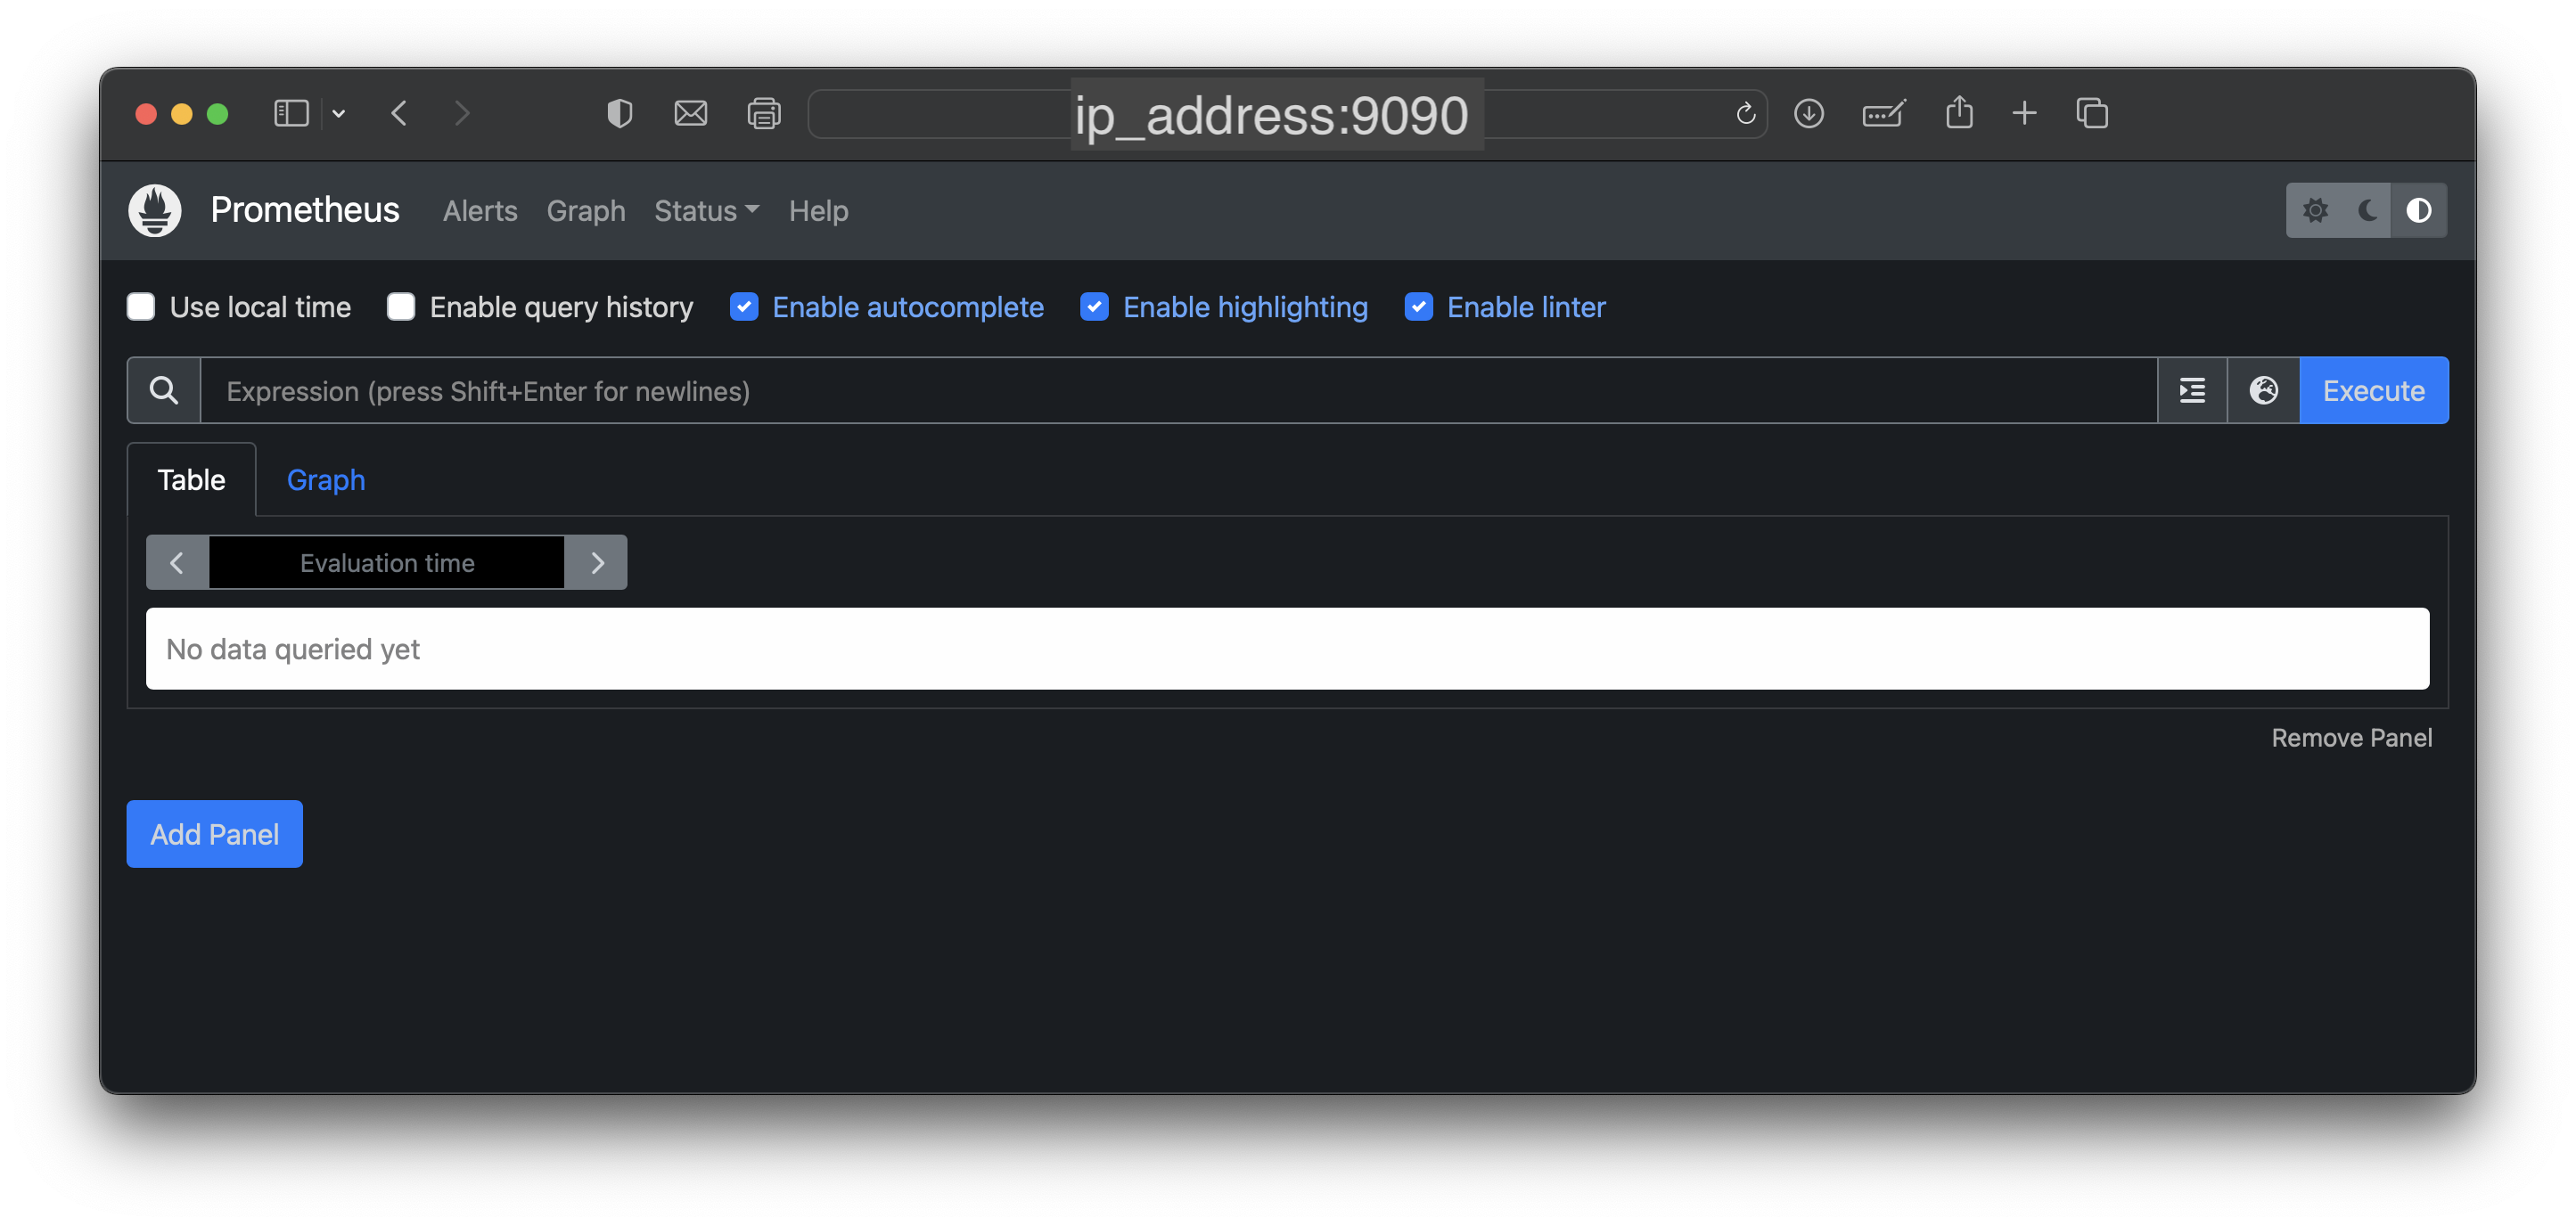 ip_address:9090
Prometheus Alerts Graph Status Help
Use local time Enable query history Enable autocomplete Enable highlighting Enable linter
Expression (press Shift+Enter for newlines) Execute
Table Graph
Evaluation time
No data queried yet
Remove Panel
Add Panel